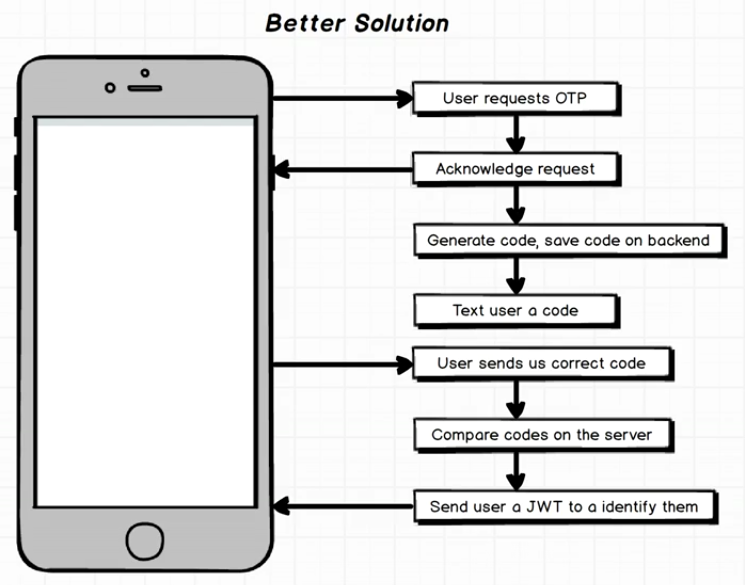 Better Solution
User requests OTP
Acknowledge request
Generate code, save code on backend
Text user a code
User sends us correct code
Compare codes on the server
Send user a JWT to a identify them